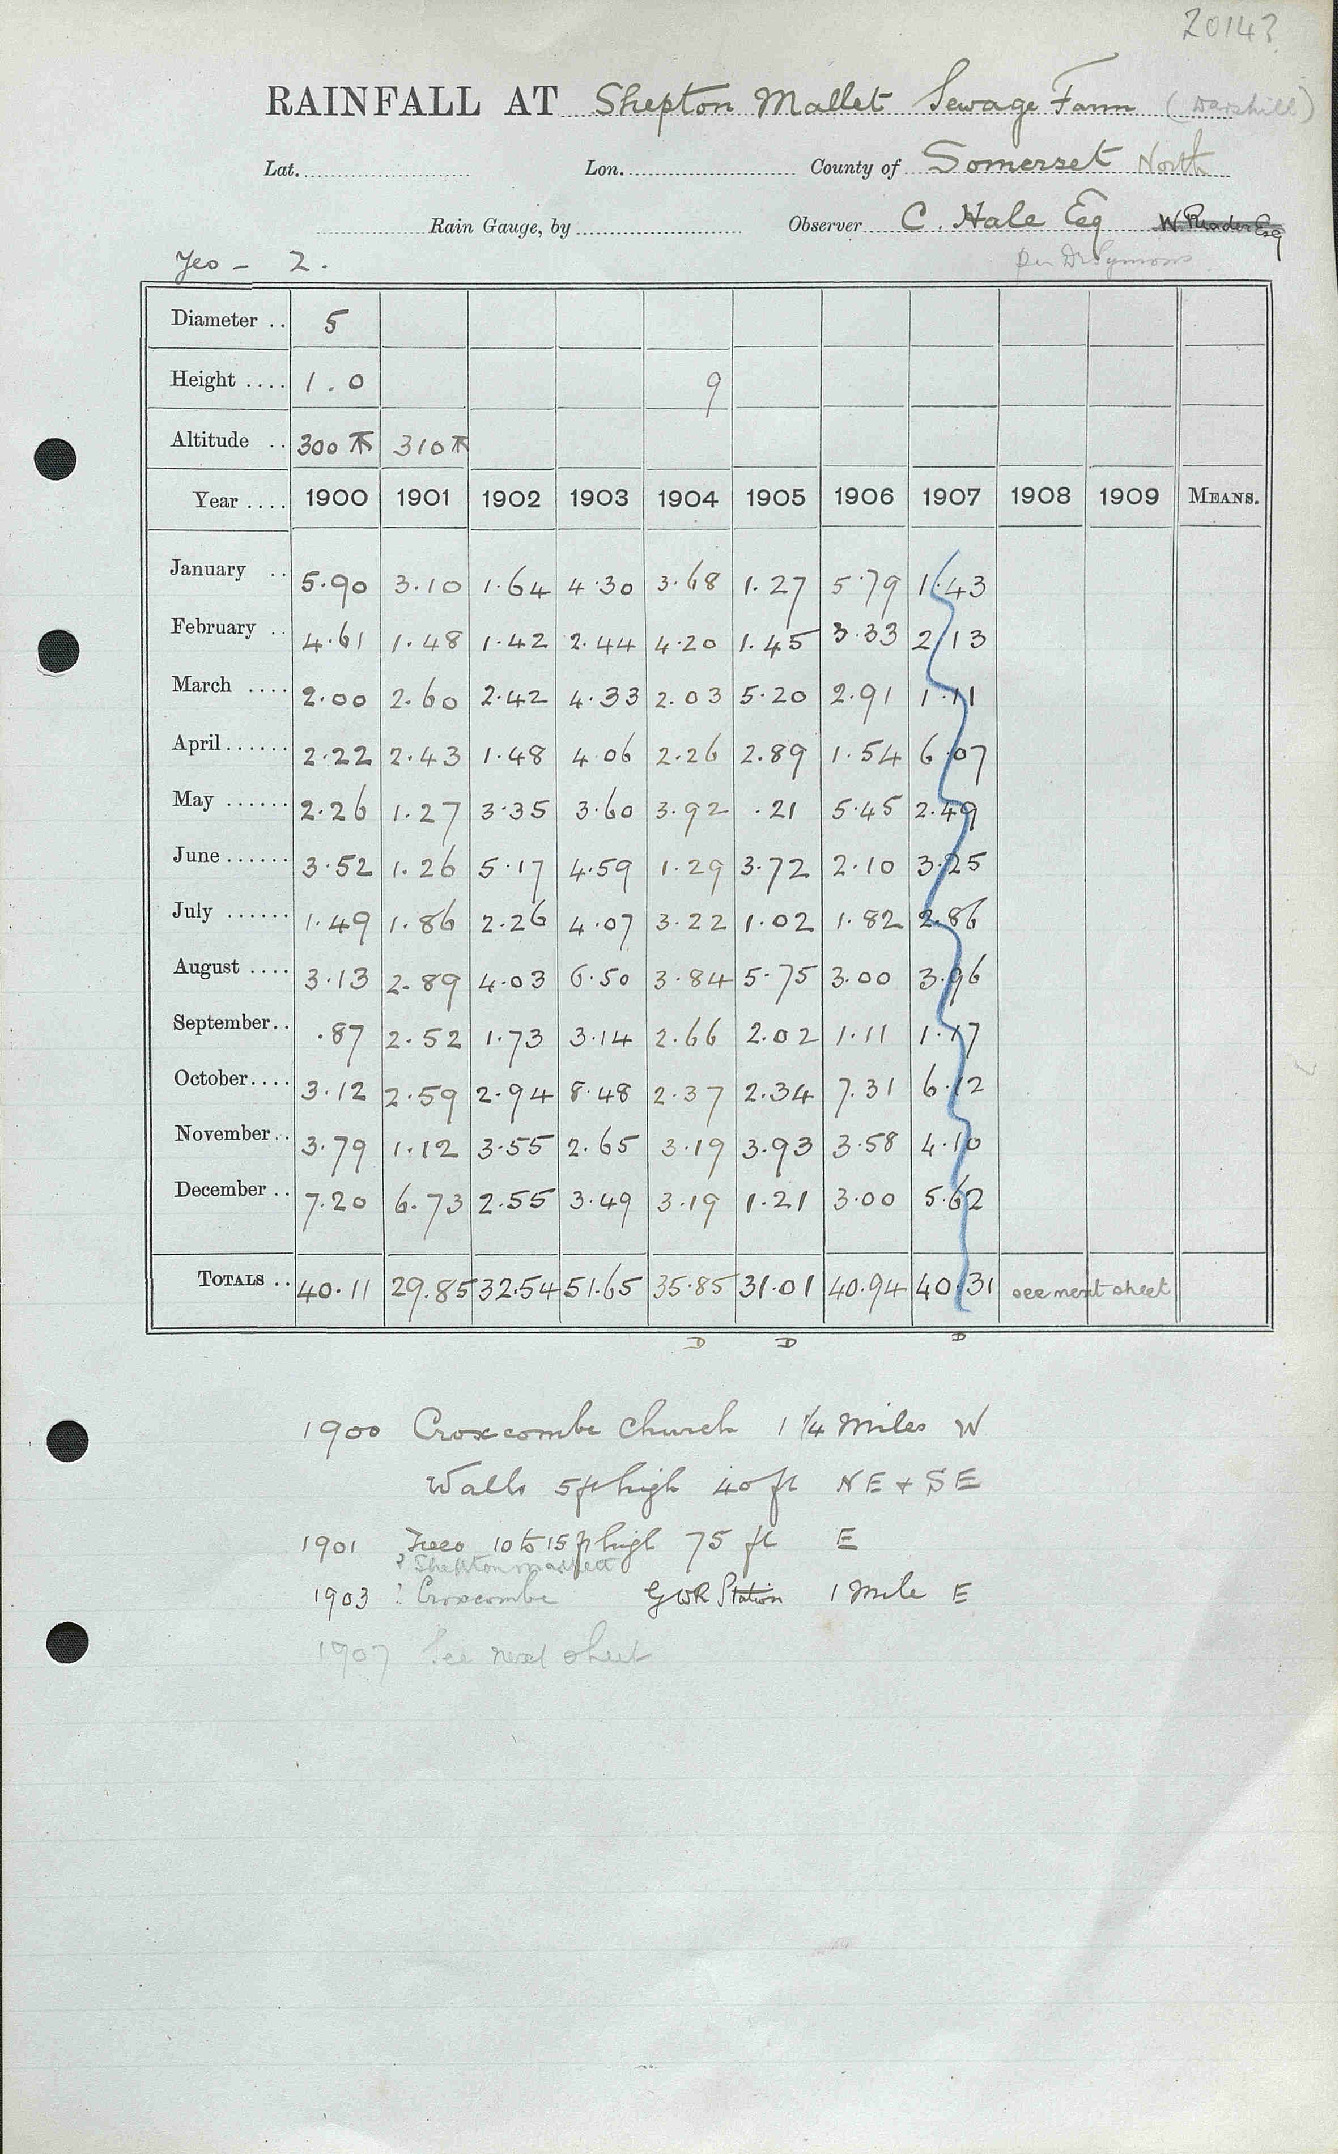 20143
RAINFALL AT Shepton Mallet Sewage Farm (Darshill)
Lat. Lon. County of Somerset North
Rain Gauge, by Observer C. Hale Esq
Yeo - 2. per Dr Symons
Diameter .. 5
Height .... 1.0 9
Altitude .. 300 310
Year .... 1900 1901 1902 1903 1904 1905 1906 1907 1908 1909 MEANS.
January .. 5.90 3.10 1.64 4.30 3.68 1.27 5.79 1.43
February .. 4.61 1.48 1.42 2.44 4.20 1.45 3.33 2.13
March .... 2.00 2.60 2.42 4.33 2.03 5.20 2.91 1.11
April...... 2.22 2.43 1.48 4.06 2.26 2.89 1.54 6.07
May ...... 2.26 1.27 3.35 3.60 3.92 .21 5.45 2.49
June...... 3.52 1.26 5.17 4.59 1.29 3.72 2.10 3.25
July ...... 1.49 1.86 2.26 4.07 3.22 1.02 1.82 2.86
August .... 3.13 2.89 4.03 6.50 3.84 5.75 3.00 3.96
September.. .87 2.52 1.73 3.14 2.66 2.02 1.11 1.17
October.... 3.12 2.59 2.94 8.48 2.37 2.34 7.31 6.12
November.. 3.79 1.12 3.55 2.65 3.19 3.93 3.58 4.10
December .. 7.20 6.73 2.55 3.49 3.19 1.21 3.00 5.62
TOTALS .. 40.11 29.85 32.54 51.65 35.85 31.01 40.94 40.31 see next sheet
D D D
1900 Croxcombe Church 1 1/4 Miles W
Walls 5 ft high 40 ft NE + SE
1901 Trees 10 to 15 ft high 75 ft E
? Shepton Mallett
1903 ? Croxcombe GWR Station 1 Mile E
1907 See next sheet